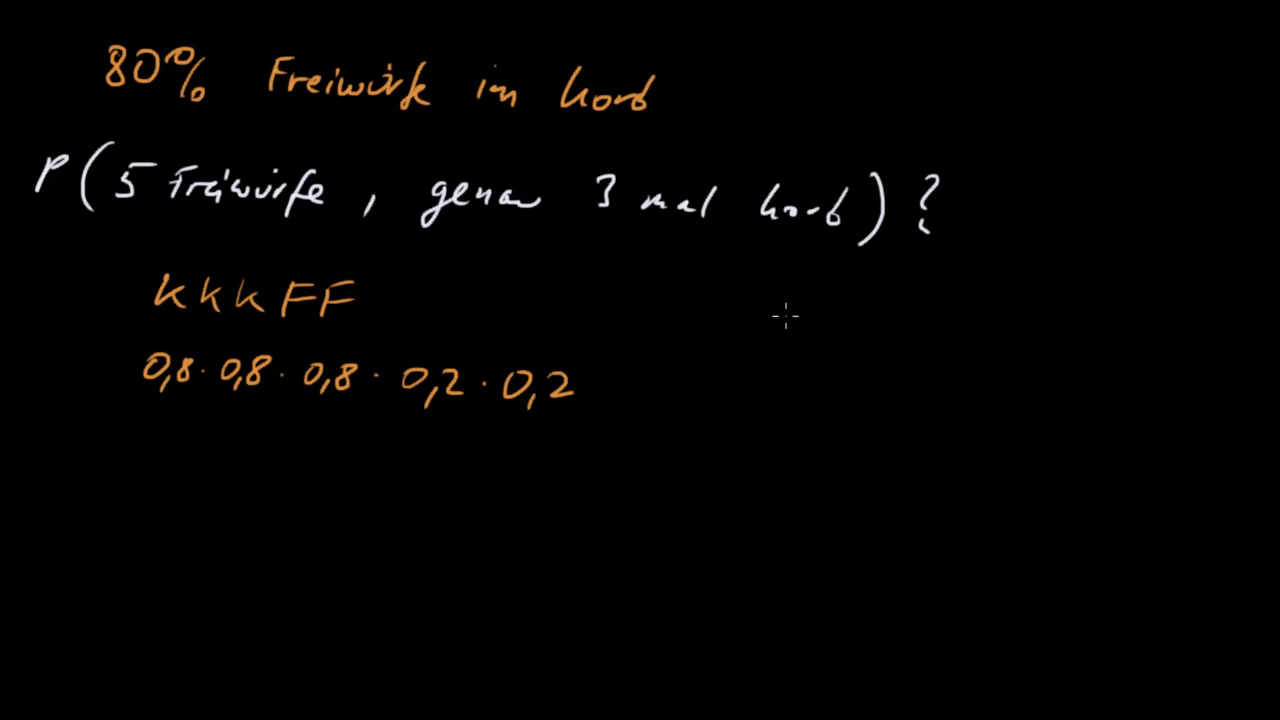 80% Freiwürfe im Korb
P(5 Freiwürfe, genau 3 mal Korb)?
K K K F F
0,8 · 0,8 · 0,8 · 0,2 · 0,2